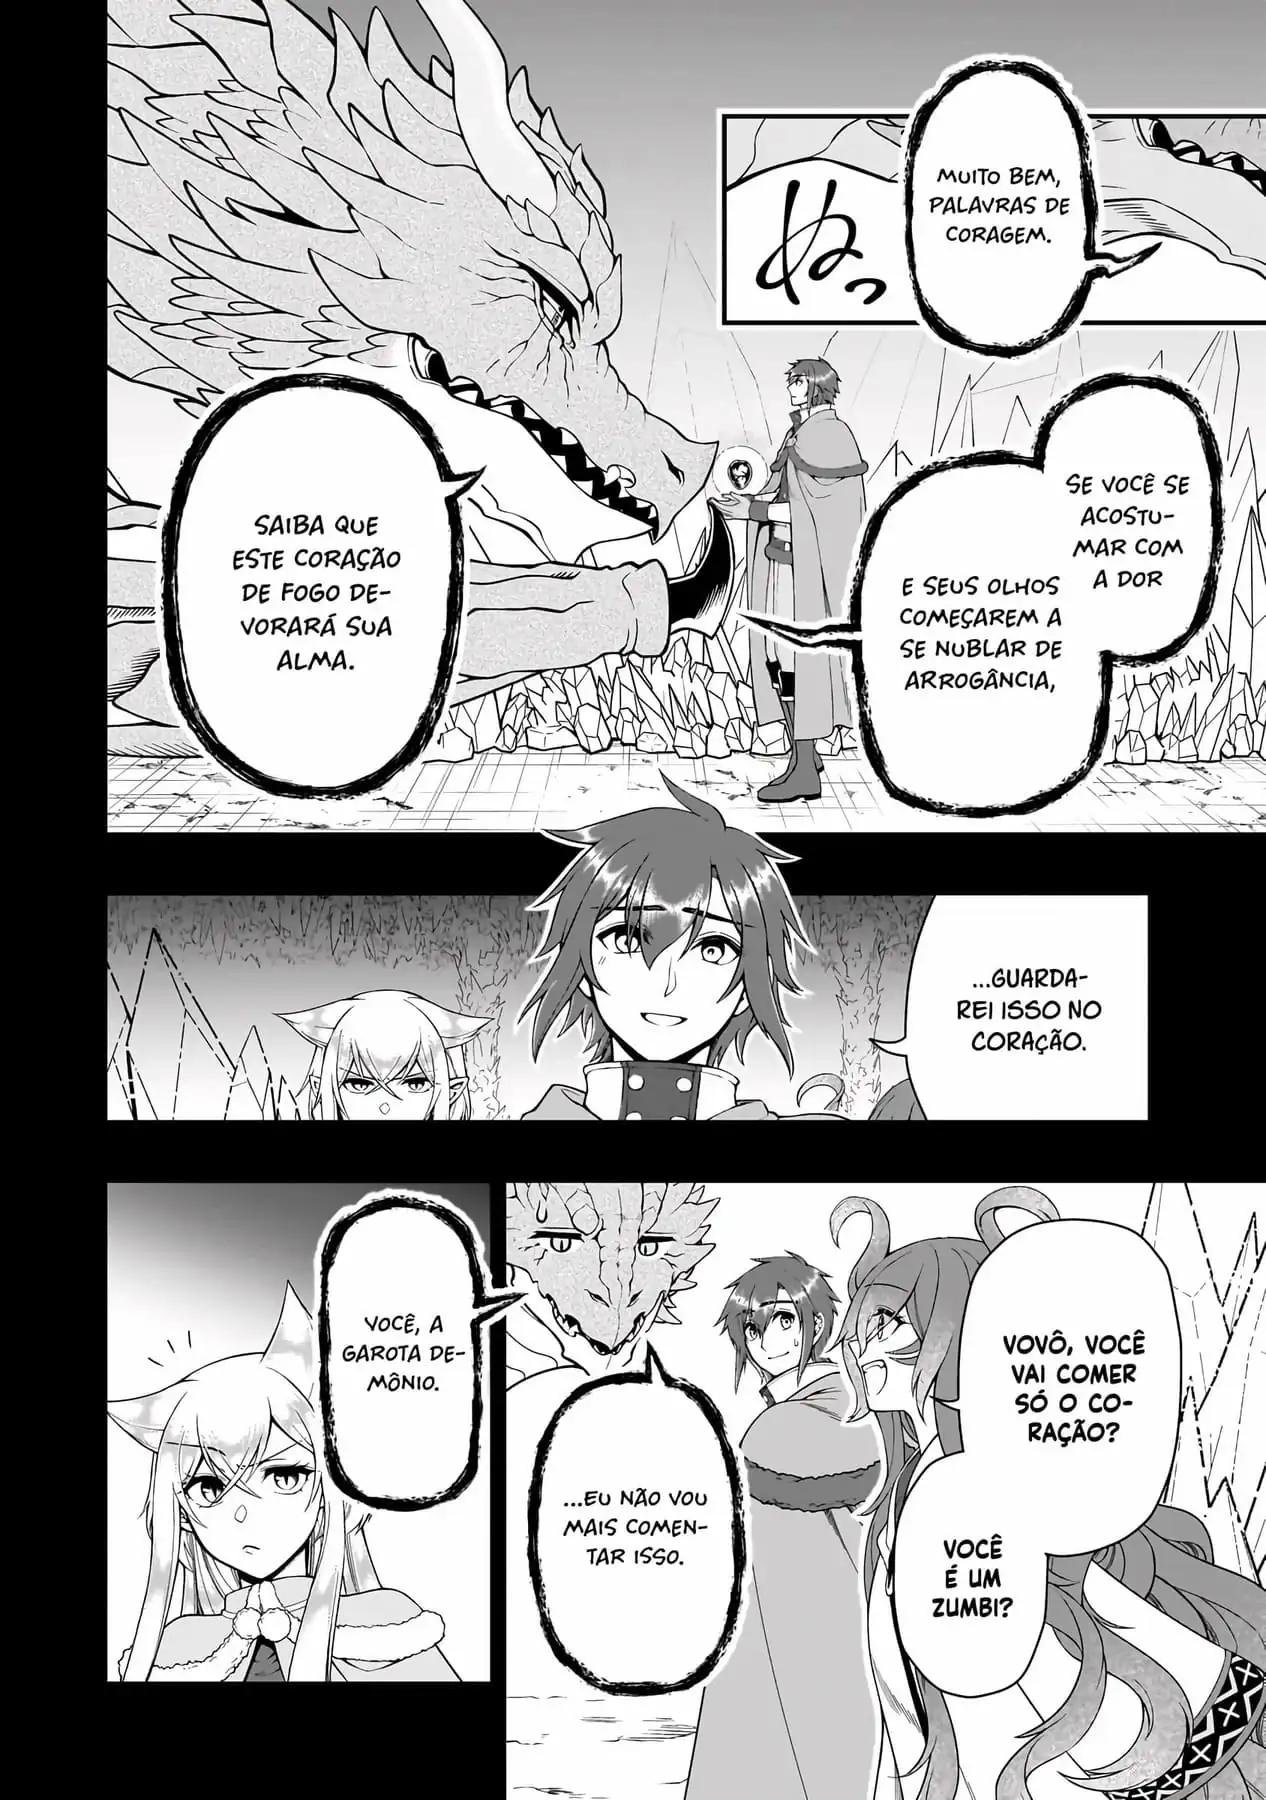 MUITO BEM,
PALAVRAS DE
CORAGEM.
ぬっ
SE VOCÊ SE
ACOSTU-
MAR COM
A DOR
E SEUS OLHOS
COMEÇAREM A
SE NUBLAR DE
ARROGÂNCIA,
SAIBA QUE
ESTE CORAÇÃO
DE FOGO DE-
VORARÁ SUA
ALMA.
...GUARDA-
REI ISSO NO
CORAÇÃO.
VOVÔ, VOCÊ
VAI COMER
SÓ O CO-
RAÇÃO?
VOCÊ
É UM
ZUMBI?
...EU NÃO VOU
MAIS COMEN-
TAR ISSO.
VOCÊ, A
GAROTA DE-
MÔNIO.